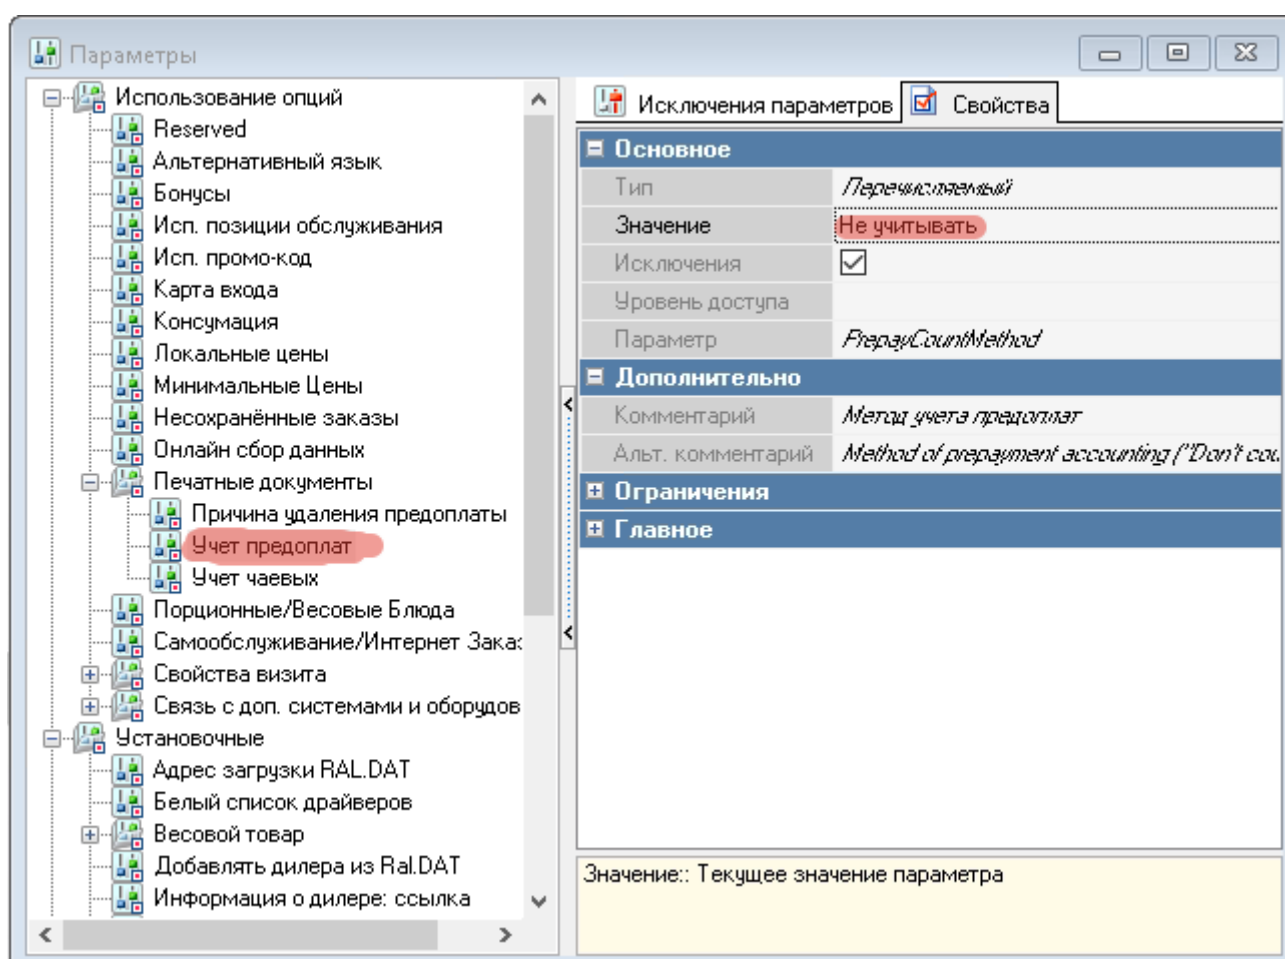 Параметры
Использование опций
Reserved
Альтернативный язык
Бонусы
Исп. позиции обслуживания
Исп. промо-код
Карта входа
Консумация
Локальные цены
Минимальные Цены
Несохранённые заказы
Онлайн сбор данных
Печатные документы
Причина удаления предоплаты
Учет предоплат
Учет чаевых
Порционные/Весовые Блюда
Самообслуживание/Интернет Зака
Свойства визита
Связь с доп. системами и оборудов
Установочные
Адрес загрузки RAL.DAT
Белый список драйверов
Весовой товар
Добавлять дилера из Ral.DAT
Информация о дилере: ссылка
Исключения параметров Свойства
Основное
Тип Перечисляемый
Значение Не учитывать
Исключения
Уровень доступа
Параметр PrepayCountMethod
Дополнительно
Комментарий Метод учета предоплат
Альт. комментарий Method of prepayment accounting ("Don't cou
Ограничения
Главное
Значение:: Текущее значение параметра